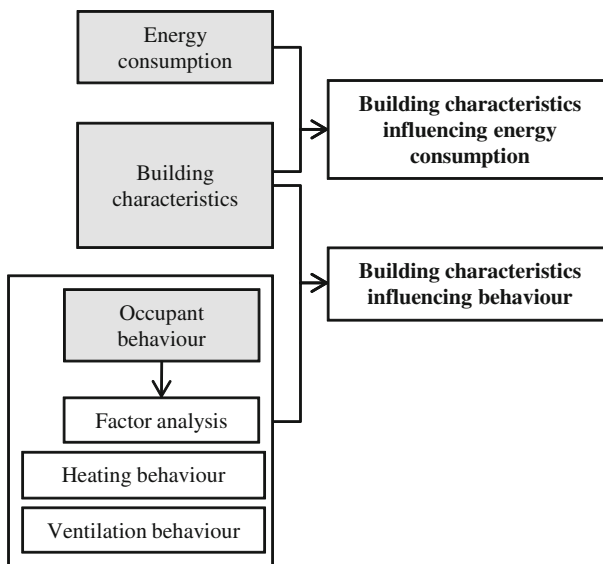 Energy
consumption
Building characteristics
influencing energy
consumption
Building
characteristics
Building characteristics
influencing behaviour
Occupant
behaviour
Factor analysis
Heating behaviour
Ventilation behaviour